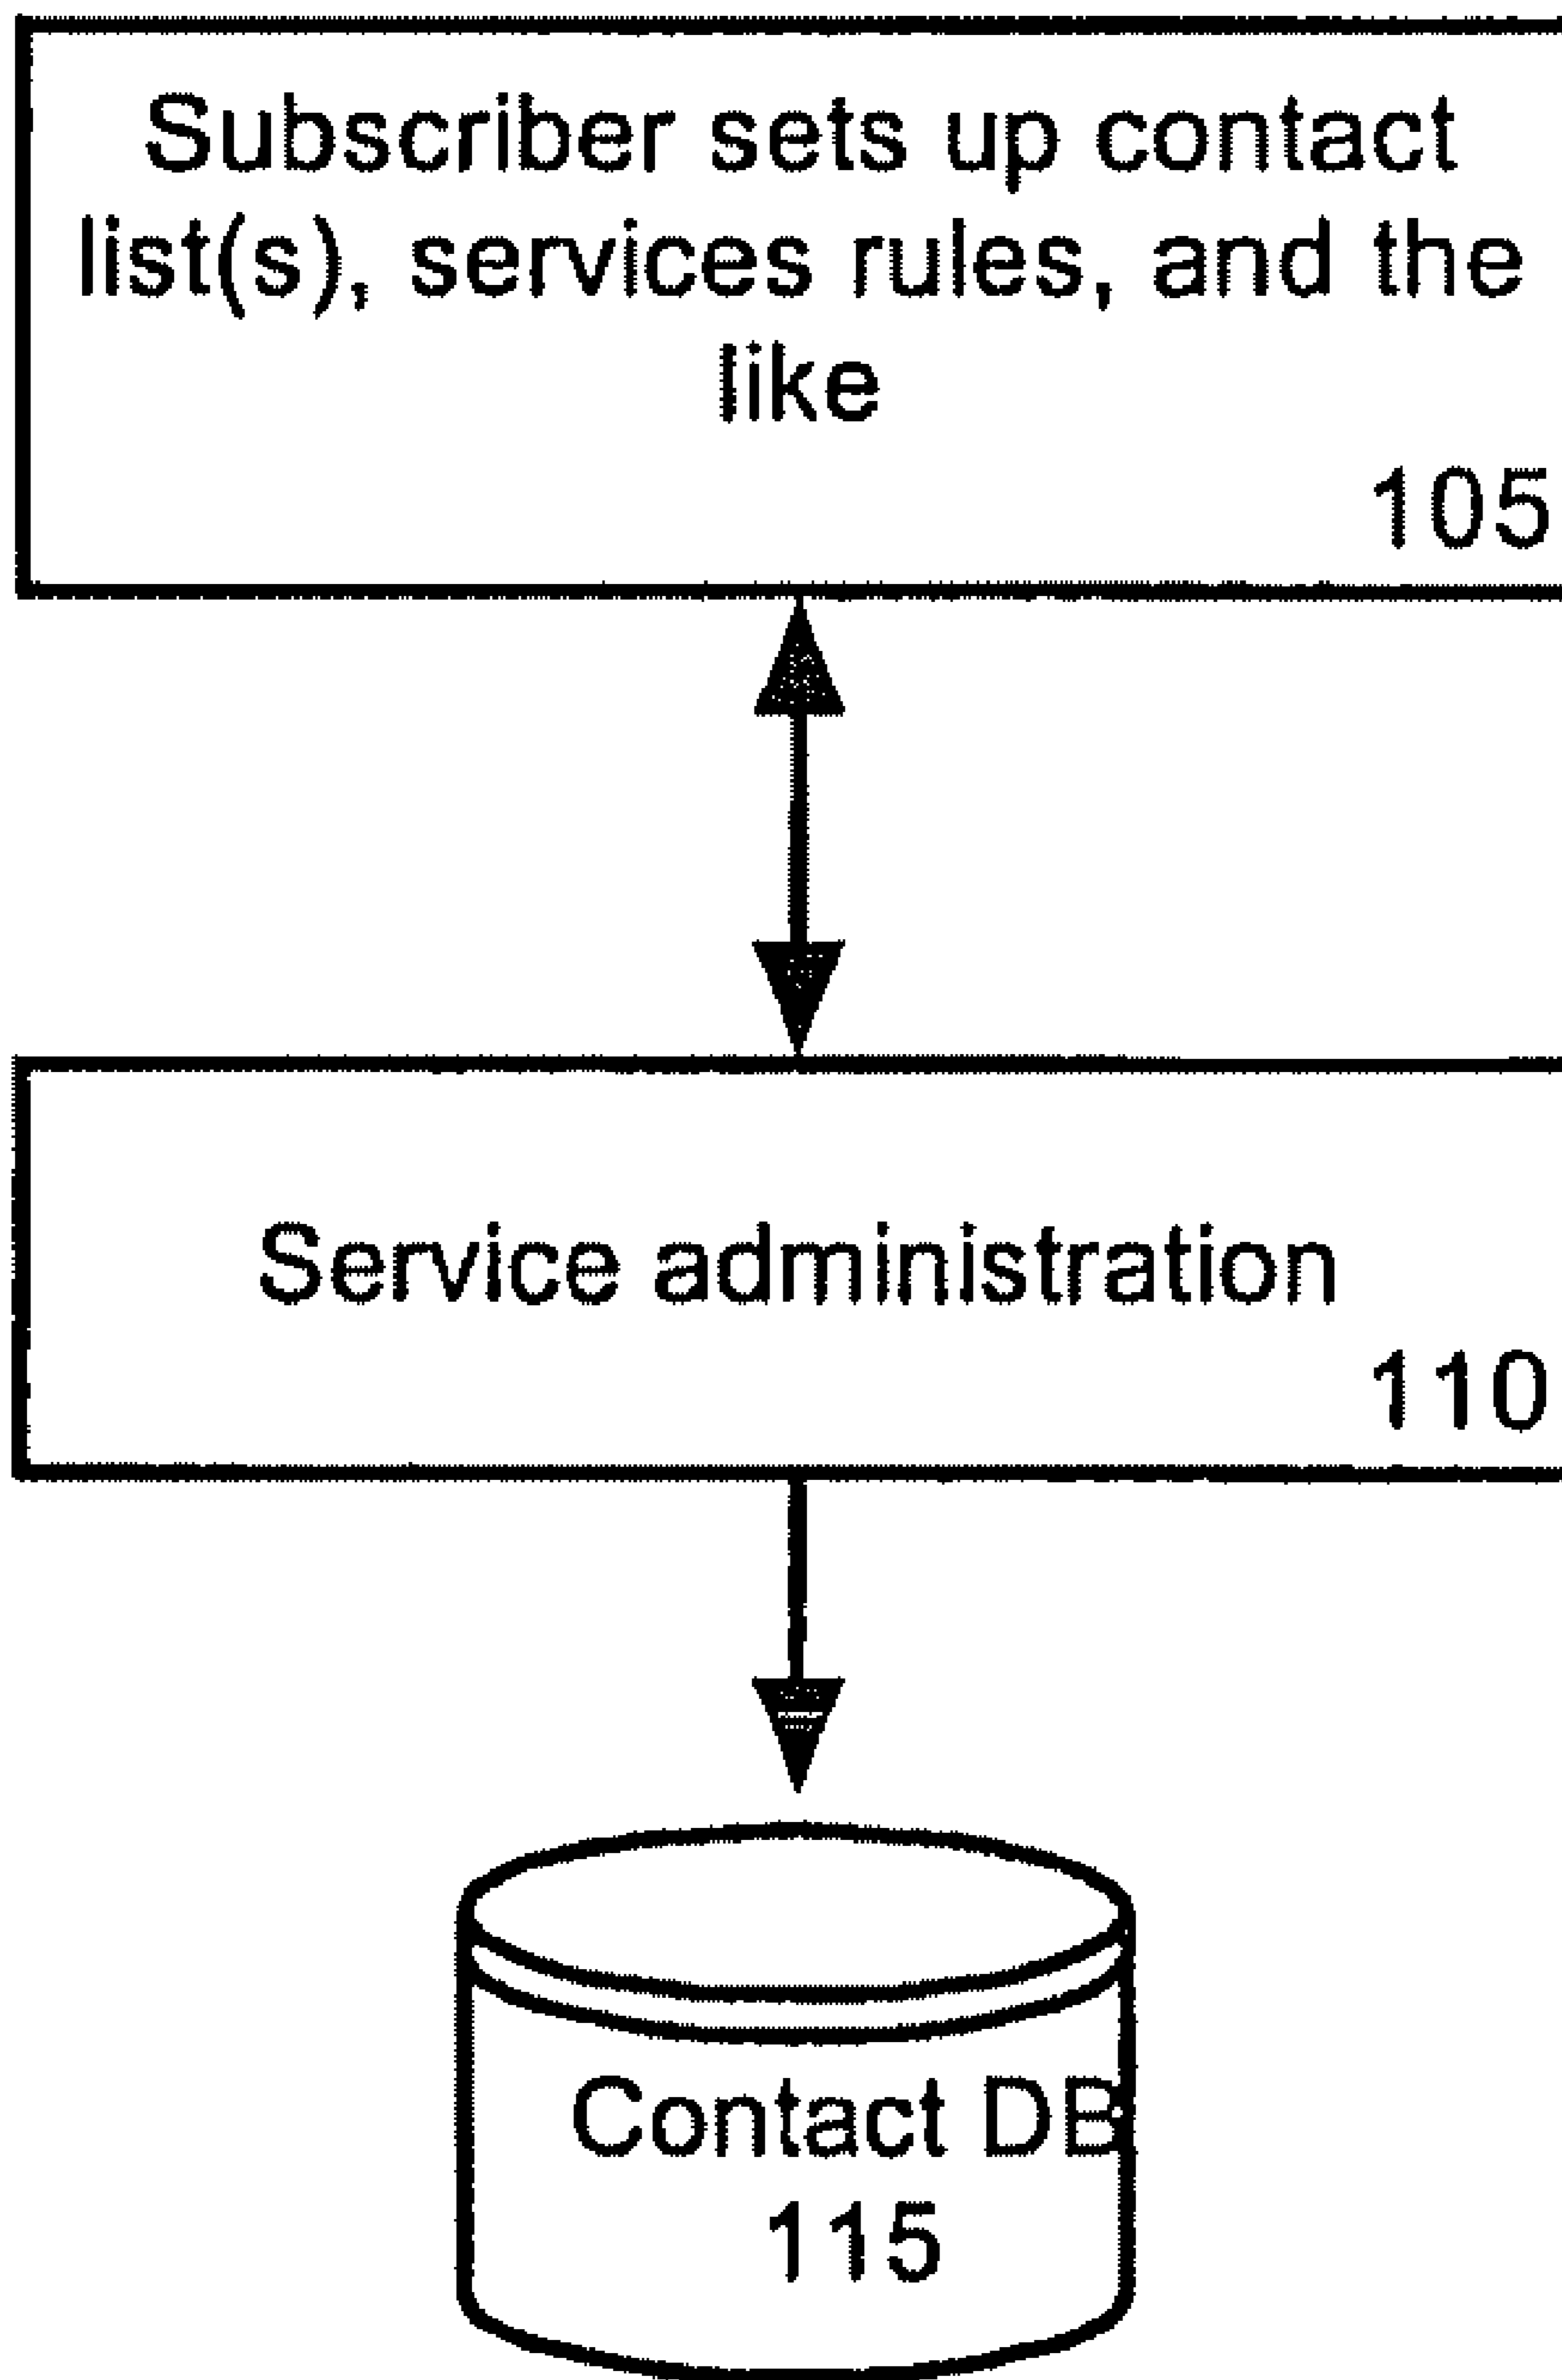 Subscriber sets up contact
list(s), services rules, and the
like
105
Service administration
110
Contact DB
115